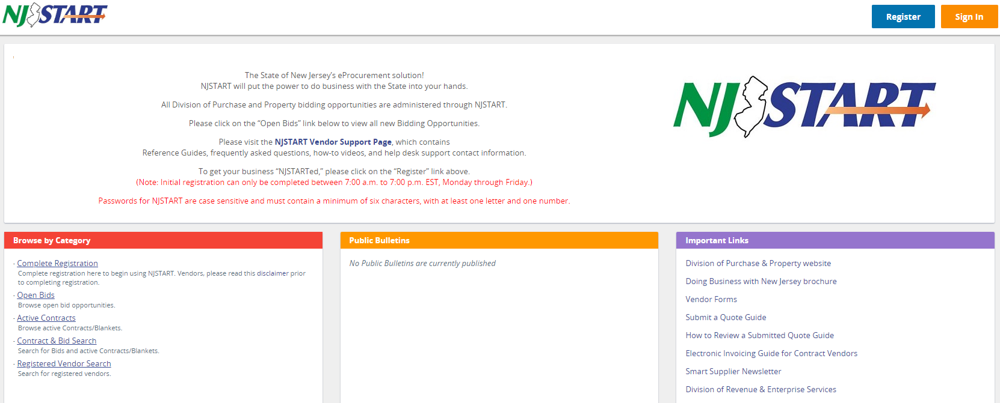 NJSTART
Register
Sign In
,
The State of New Jersey’s eProcurement solution!
NJSTART will put the power to do business with the State into your hands.
All Division of Purchase and Property bidding opportunities are administered through NJSTART.
Please click on the “Open Bids” link below to view all new Bidding Opportunities.
Please visit the NJSTART Vendor Support Page, which contains
Reference Guides, frequently asked questions, how-to videos, and help desk support contact information.
To get your business “NJSTARTed,” please click on the “Register” link above.
(Note: Initial registration can only be completed between 7:00 a.m. to 7:00 p.m. EST, Monday through Friday.)
Passwords for NJSTART are case sensitive and must contain a minimum of six characters, with at least one letter and one number.
NJSTART
Browse by Category
- Complete Registration
Complete registration here to begin using NJSTART. Vendors, please read this disclaimer prior
to completing registration.
- Open Bids
Browse open bid opportunities.
- Active Contracts
Browse active Contracts/Blankets.
- Contract & Bid Search
Search for Bids and active Contracts/Blankets.
- Registered Vendor Search
Search for registered vendors.
Public Bulletins
No Public Bulletins are currently published
Important Links
Division of Purchase & Property website
Doing Business with New Jersey brochure
Vendor Forms
Submit a Quote Guide
How to Review a Submitted Quote Guide
Electronic Invoicing Guide for Contract Vendors
Smart Supplier Newsletter
Division of Revenue & Enterprise Services